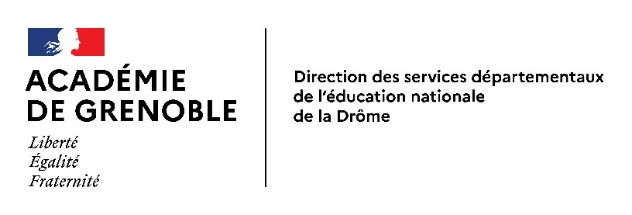 ACADÉMIE
DE GRENOBLE
Liberté
Égalité
Fraternité
Direction des services départementaux
de l'éducation nationale
de la Drôme